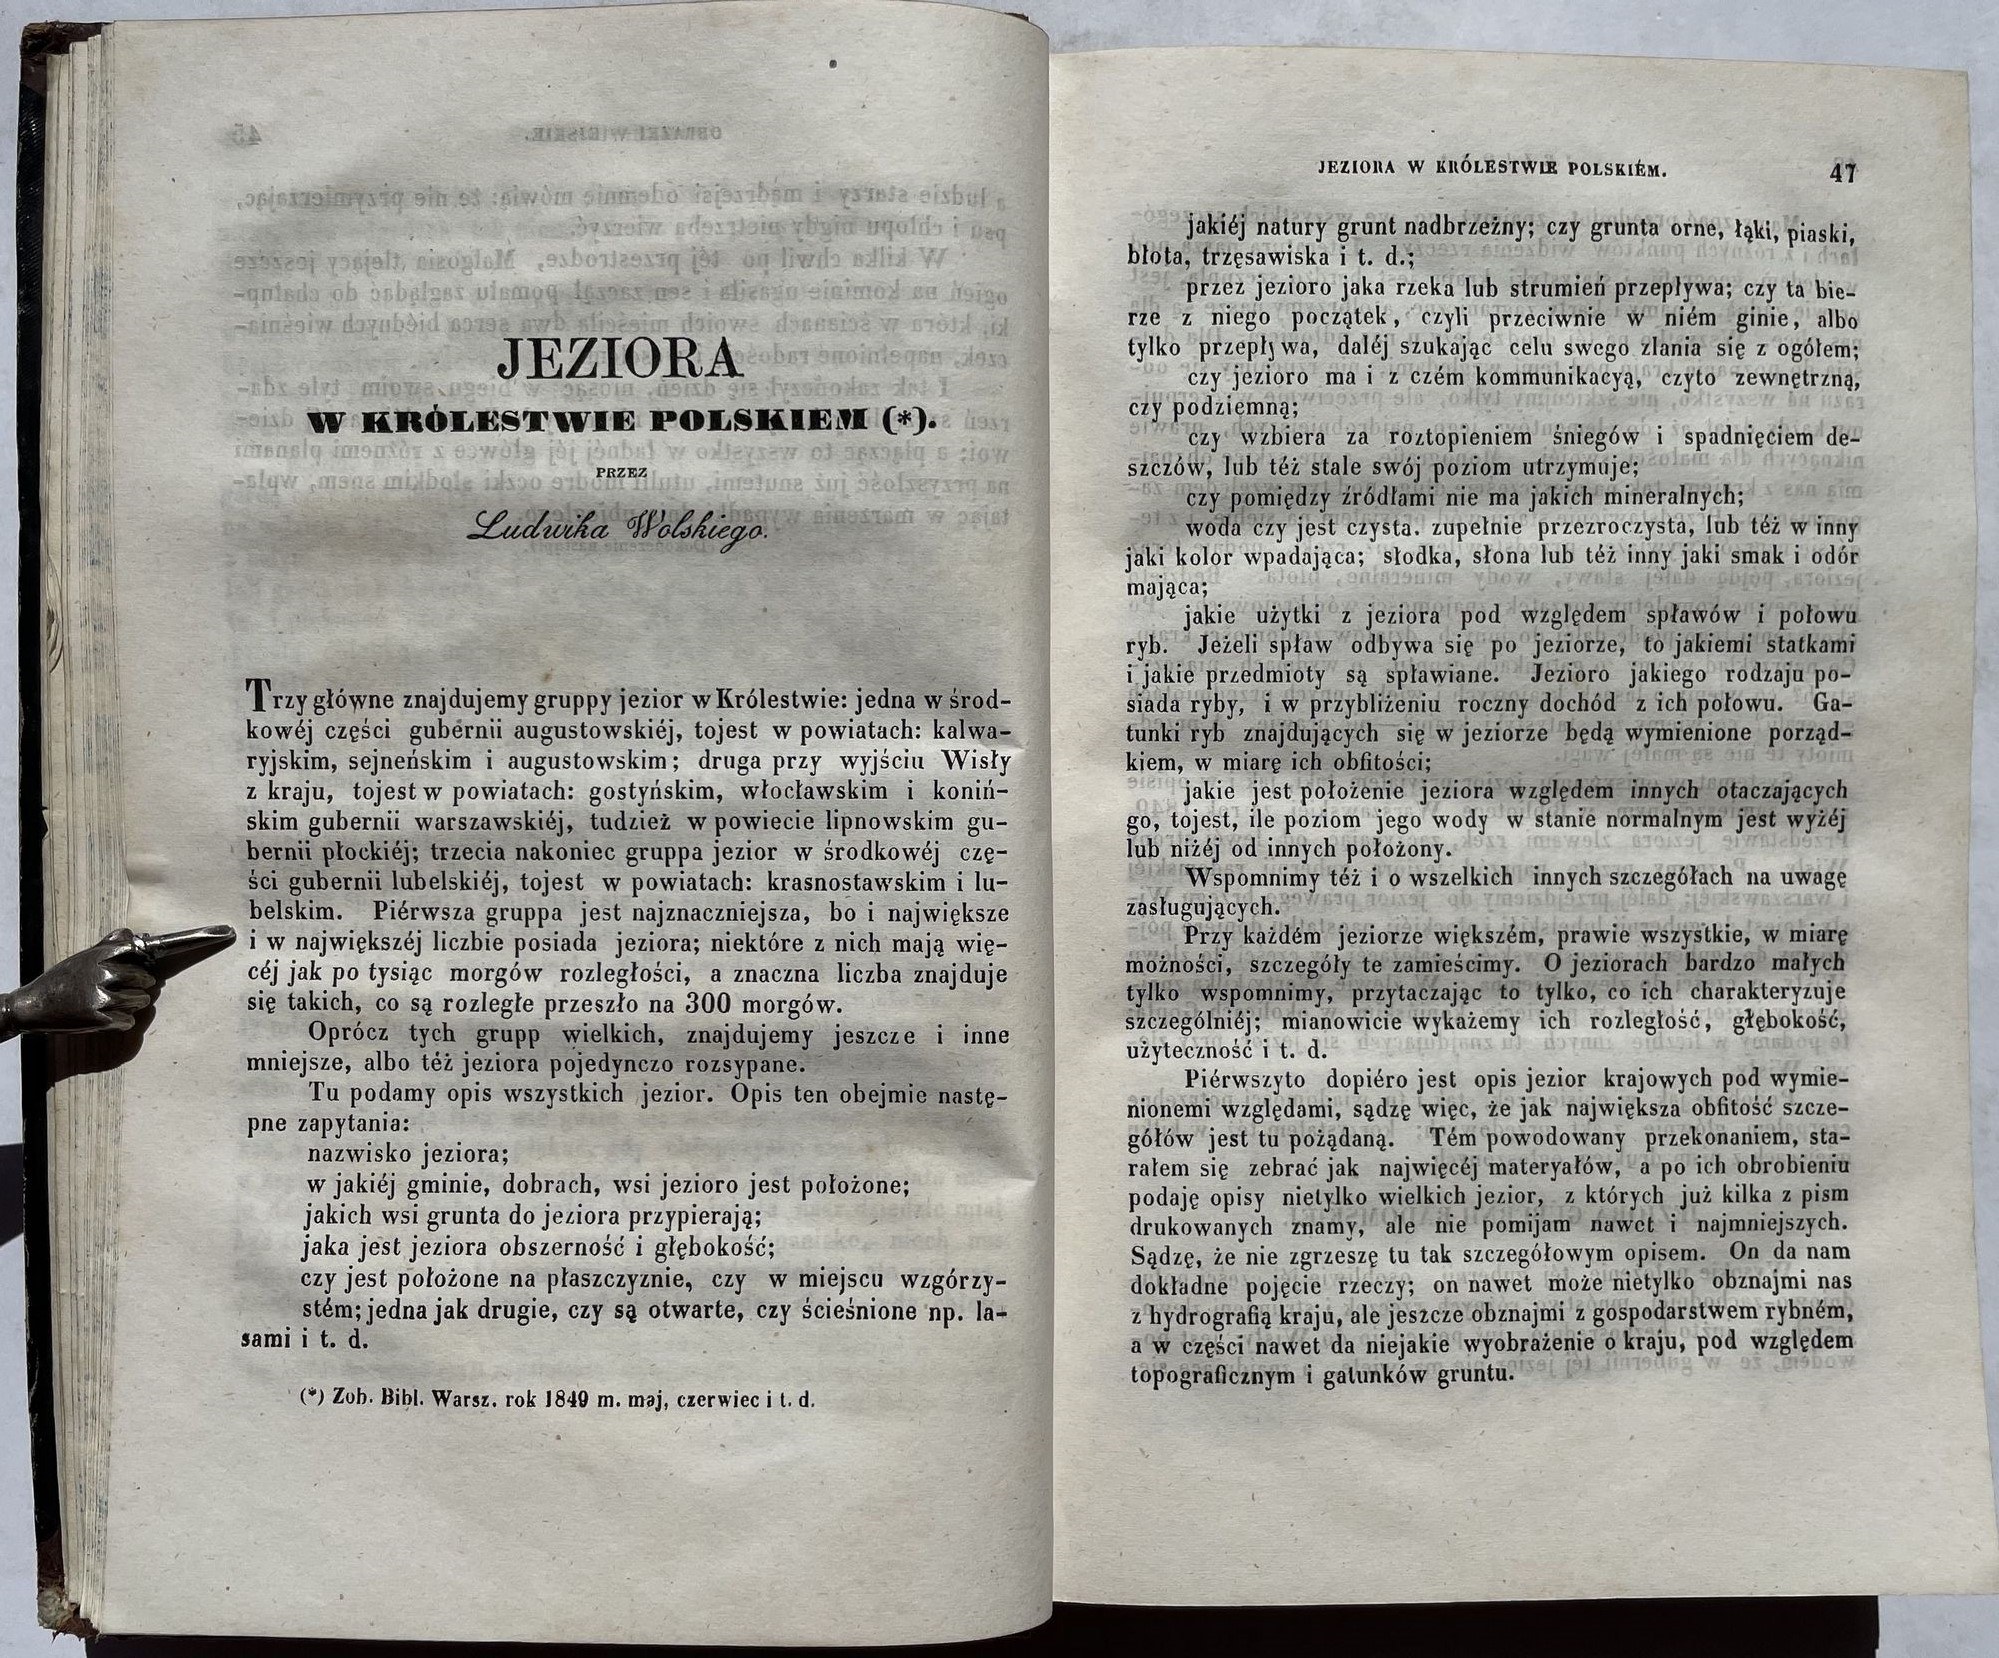 JEZIORA
W KRÓLESTWIE POLSKIEM (*).
PRZEZ
Ludwika Wolskiego.
Trzy główne znajdujemy gruppy jezior w Królestwie: jedna w środ-
kowéj części gubernii augustowskiéj, tojest w powiatach: kalwa-
ryjskim, sejneńskim i augustowskim; druga przy wyjściu Wisły
z kraju, tojest w powiatach: gostyńskim, włocławskim i koniń-
skim gubernii warszawskiéj, tudzież w powiecie lipnowskim gu-
bernii płockiéj; trzecia nakoniec gruppa jezior w środkowéj czę-
ści gubernii lubelskiéj, tojest w powiatach: krasnostawskim i lu-
belskim. Piérwsza gruppa jest najznaczniejsza, bo i największe
i w największéj liczbie posiada jeziora; niektóre z nich mają wię-
céj jak po tysiąc morgów rozległości, a znaczna liczba znajduje
się takich, co są rozległe przeszło na 300 morgów.
Oprócz tych grupp wielkich, znajdujemy jeszcze i inne
mniejsze, albo téż jeziora pojedynczo rozsypane.
Tu podamy opis wszystkich jezior. Opis ten obejmie nastę-
pne zapytania:
nazwisko jeziora;
w jakiéj gminie, dobrach, wsi jezioro jest położone;
jakich wsi grunta do jeziora przypierają;
jaka jest jeziora obszerność i głębokość;
czy jest położone na płaszczyznie, czy w miejscu wzgórzy-
stém; jedna jak drugie, czy są otwarte, czy ścieśnione np. la-
sami i t. d.
(*) Zob. Bibl. Warsz. rok 1849 m. maj, czerwiec i t. d.
JEZIORA W KRÓLESTWIE POLSKIÉM. 47
jakiéj natury grunt nadbrzeżny; czy grunta orne, łąki, piaski,
błota, trzęsawiska i t. d.;
przez jezioro jaka rzeka lub strumień przepływa; czy ta bie-
rze z niego początek, czyli przeciwnie w niém ginie, albo
tylko przepływa, daléj szukając celu swego zlania się z ogółem;
czy jezioro ma i z czém kommunikacyą, czyto zewnętrzną,
czy podziemną;
czy wzbiera za roztopieniem śniegów i spadnięciem de-
szczów, lub téż stale swój poziom utrzymuje;
czy pomiędzy źródłami nie ma jakich mineralnych;
woda czy jest czysta. zupełnie przezroczysta, lub téż w inny
jaki kolor wpadająca; słodka, słona lub téż inny jaki smak i odór
mająca;
jakie użytki z jeziora pod względem spławów i połowu
ryb. Jeżeli spław odbywa się po jeziorze, to jakiemi statkami
i jakie przedmioty są spławiane. Jezioro jakiego rodzaju po-
siada ryby, i w przybliżeniu roczny dochód z ich połowu. Ga-
tunki ryb znajdujących się w jeziorze będą wymienione porząd-
kiem, w miarę ich obfitości;
jakie jest położenie jeziora względem innych otaczających
go, tojest, ile poziom jego wody w stanie normalnym jest wyżéj
lub niżéj od innych położony.
Wspomnimy téż i o wszelkich innych szczegółach na uwagę
zasługujących.
Przy każdém jeziorze większém, prawie wszystkie, w miarę
możności, szczegóły te zamieścimy. O jeziorach bardzo małych
tylko wspomnimy, przytaczając to tylko, co ich charakteryzuje
szczególniéj; mianowicie wykażemy ich rozległość, głębokość,
użyteczność i t. d.
Piérwszyto dopiéro jest opis jezior krajowych pod wymie-
nionemi względami, sądzę więc, że jak największa obfitość szcze-
gółów jest tu pożądaną. Tém powodowany przekonaniem, sta-
rałem się zebrać jak najwięcéj materyałów, a po ich obrobieniu
podaję opisy nietylko wielkich jezior, z których już kilka z pism
drukowanych znamy, ale nie pomijam nawet i najmniejszych.
Sądzę, że nie zgrzeszę tu tak szczegółowym opisem. On da nam
dokładne pojęcie rzeczy; on nawet może nietylko obznajmi nas
z hydrografią kraju, ale jeszcze obznajmi z gospodarstwem rybném,
a w części nawet da niejakie wyobrażenie o kraju, pod względem
topograficznym i gatunków gruntu.